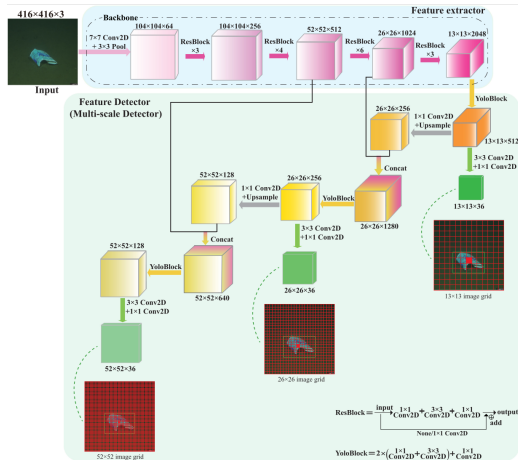 416×416×3
Input
Backbone
Feature extractor
7×7 Conv2D
+ 3×3 Pool
104×104×64
ResBlock
×3
104×104×256
ResBlock
×4
52×52×512
ResBlock
×6
26×26×1024
ResBlock
×3
13×13×2048
YoloBlock
Feature Detector
(Multi-scale Detector)
26×26×256
1×1 Conv2D
+Upsample
13×13×512
3×3 Conv2D
+1×1 Conv2D
13×13×36
Concat
26×26×1280
YoloBlock
26×26×256
1×1 Conv2D
+Upsample
52×52×128
3×3 Conv2D
+1×1 Conv2D
26×26×36
Concat
52×52×640
YoloBlock
52×52×128
3×3 Conv2D
+1×1 Conv2D
52×52×36
13×13 image grid
26×26 image grid
52×52 image grid
ResBlock= input 1×1 Conv2D + 3×3 Conv2D + 1×1 Conv2D ⊕ output
add
None/1×1 Conv2D
YoloBlock=2×(1×1 Conv2D + 3×3 Conv2D)+1×1 Conv2D